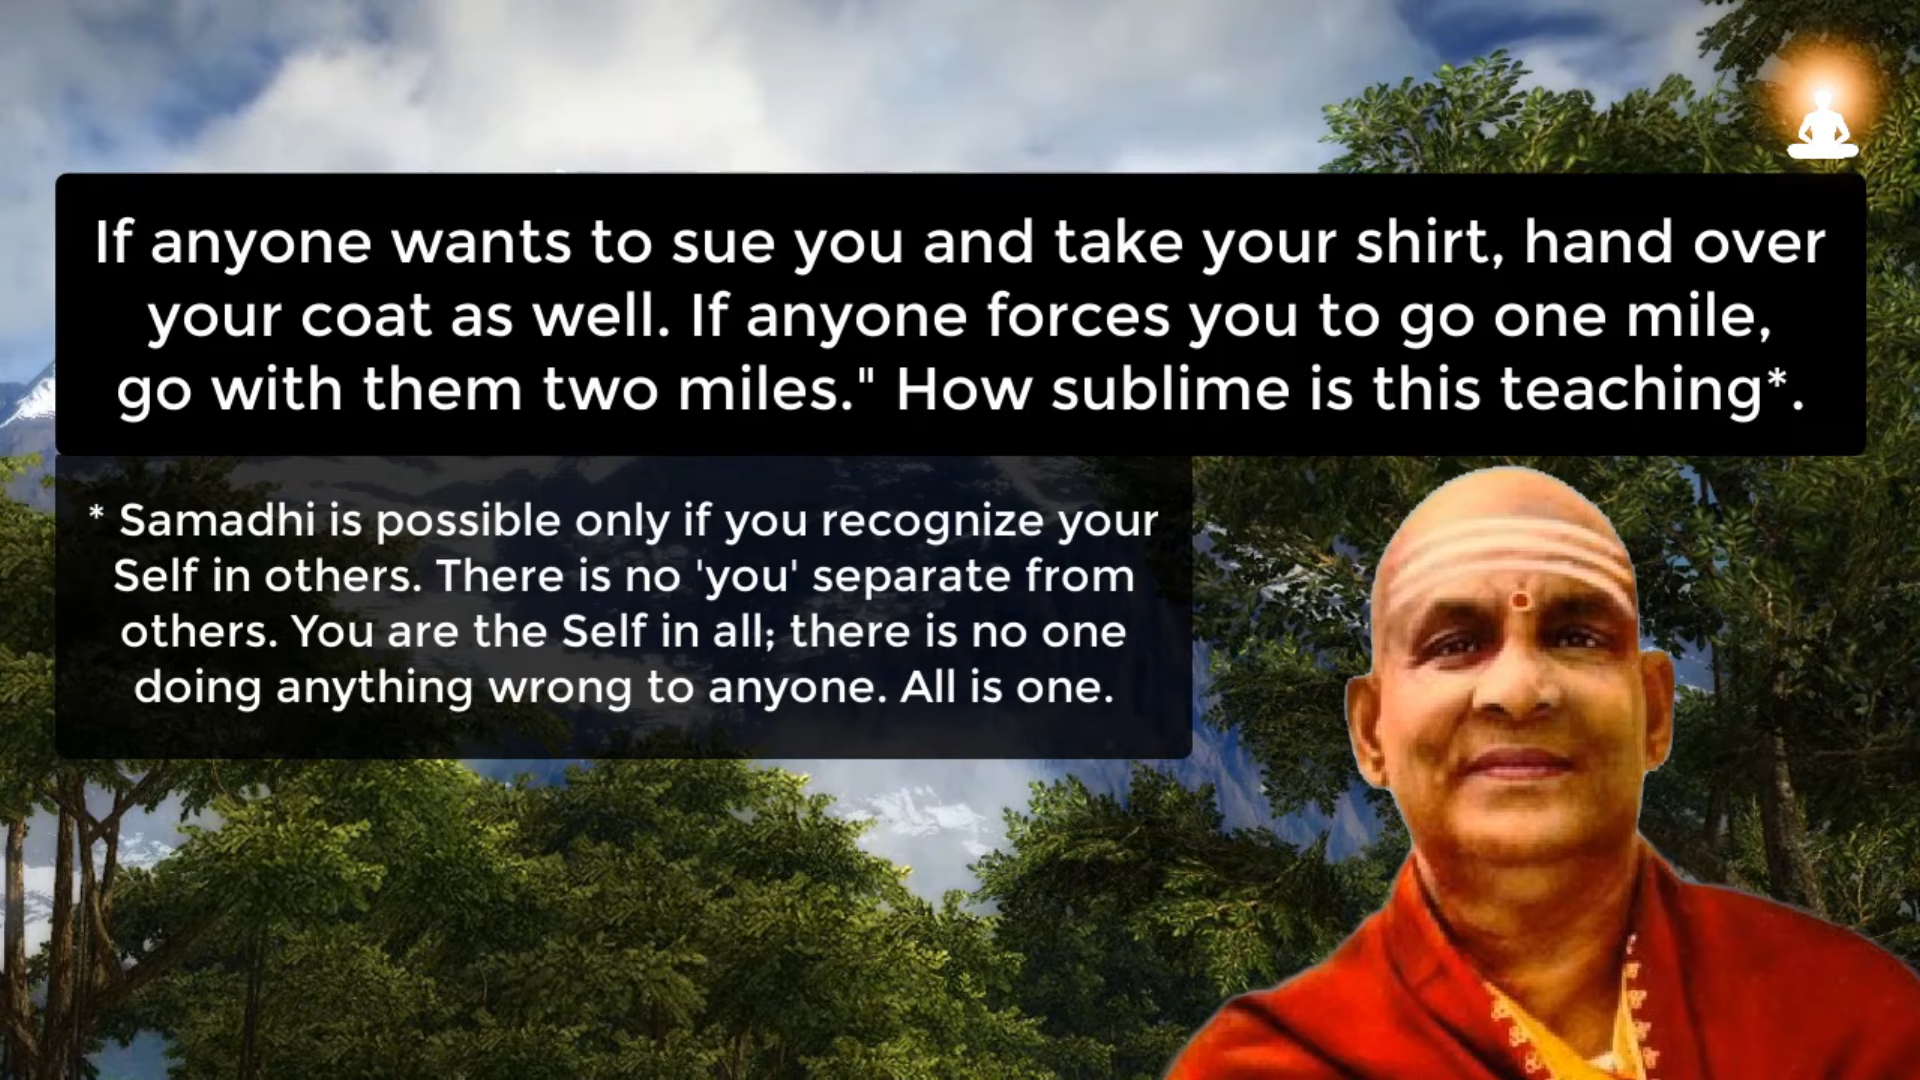 If anyone wants to sue you and take your shirt, hand over
your coat as well. If anyone forces you to go one mile,
go with them two miles." How sublime is this teaching*.
* Samadhi is possible only if you recognize your
Self in others. There is no 'you' separate from
others. You are the Self in all; there is no one
doing anything wrong to anyone. All is one.